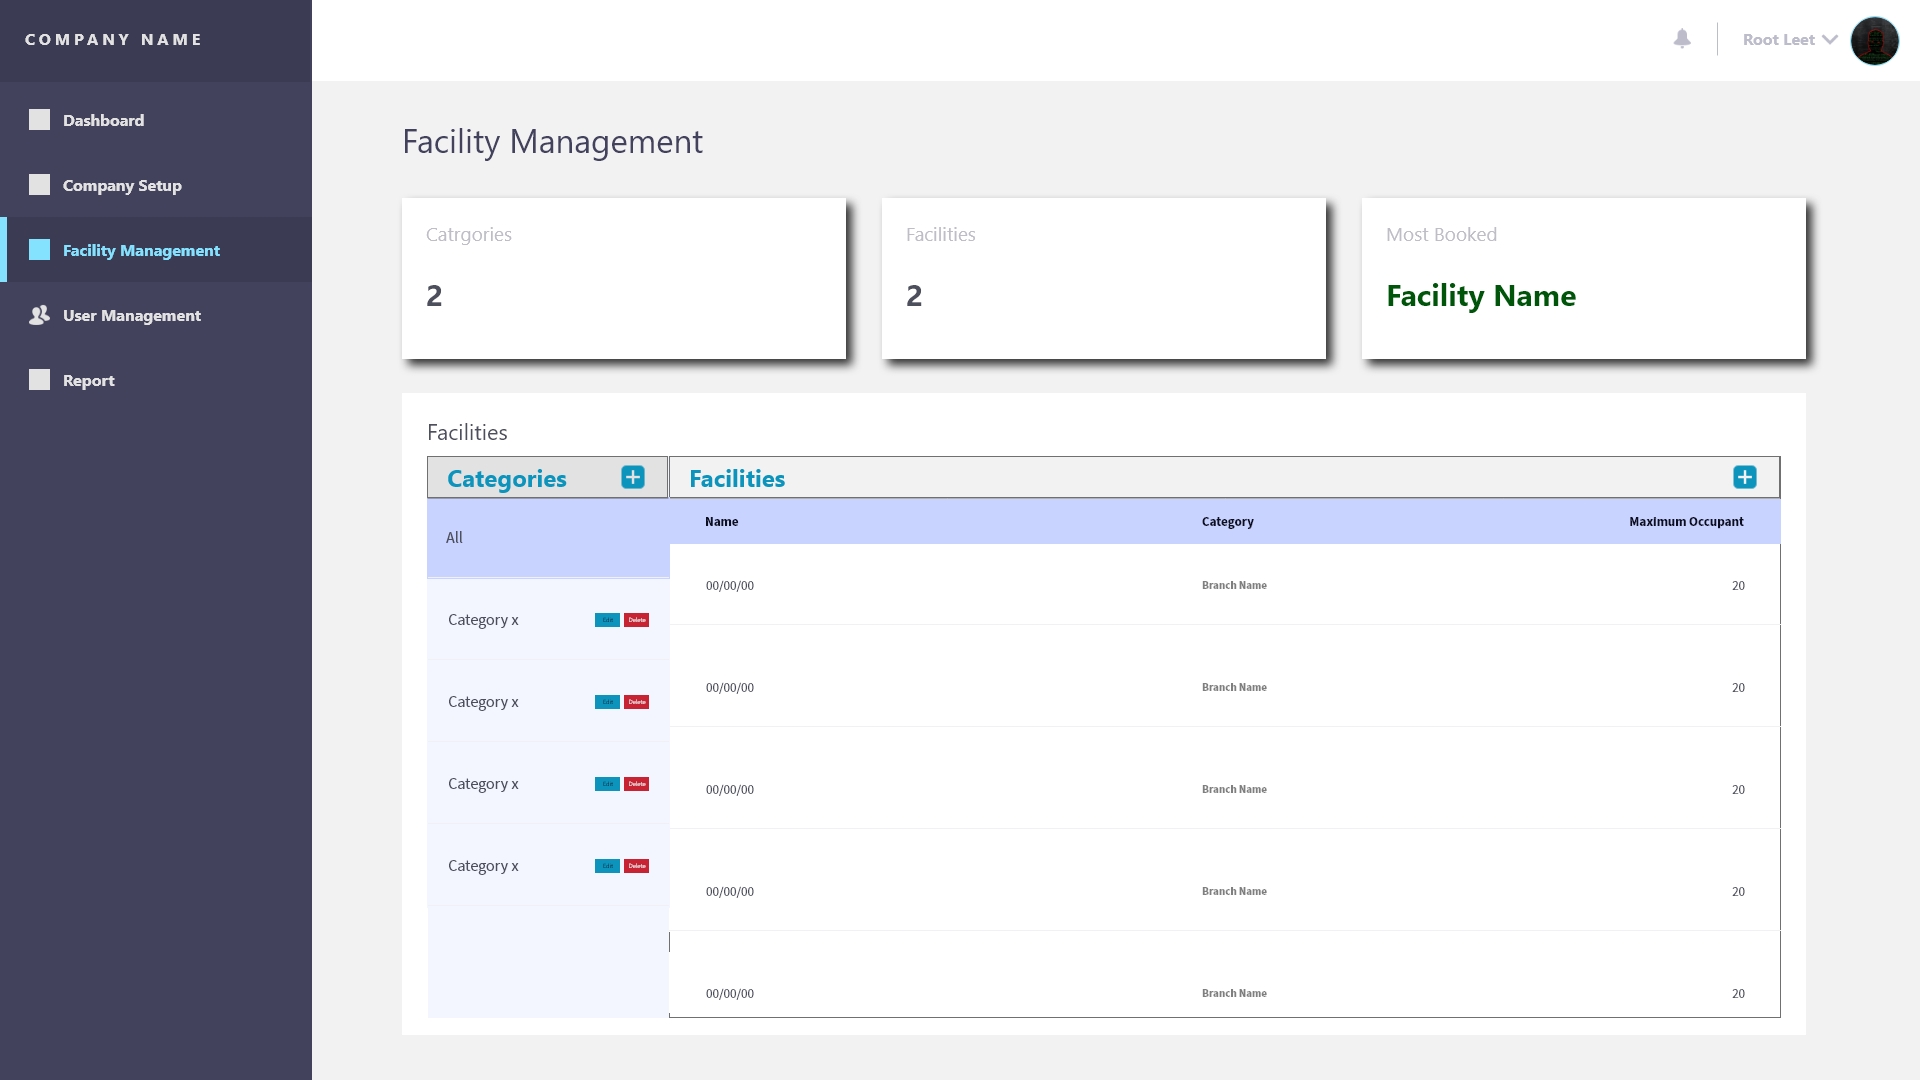 COMPANY NAME
Root Leet
Dashboard
Company Setup
Facility Management
User Management
Report
Facility Management
Catrgories
2
Facilities
2
Most Booked
Facility Name
Facilities
Categories
Facilities
All
Name Category Maximum Occupant
00/00/00 Branch Name 20
Category x Edit Delete
00/00/00 Branch Name 20
Category x Edit Delete
00/00/00 Branch Name 20
Category x Edit Delete
00/00/00 Branch Name 20
Category x Edit Delete
00/00/00 Branch Name 20